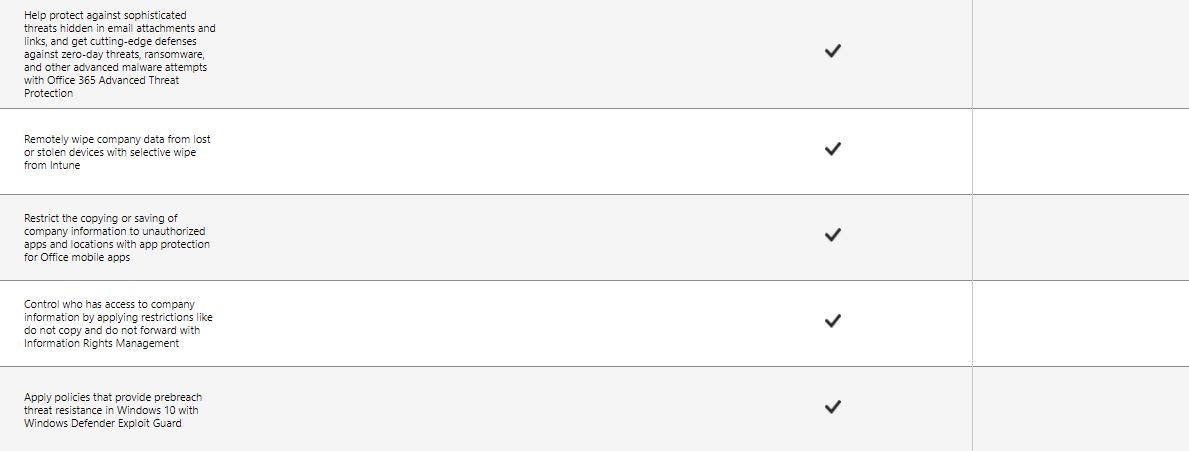 Help protect against sophisticated
threats hidden in email attachments and
links, and get cutting-edge defenses
against zero-day threats, ransomware,
and other advanced malware attempts
with Office 365 Advanced Threat
Protection
Remotely wipe company data from lost
or stolen devices with selective wipe
from Intune
Restrict the copying or saving of
company information to unauthorized
apps and locations with app protection
for Office mobile apps
Control who has access to company
information by applying restrictions like
do not copy and do not forward with
Information Rights Management
Apply policies that provide prebreach
threat resistance in Windows 10 with
Windows Defender Exploit Guard